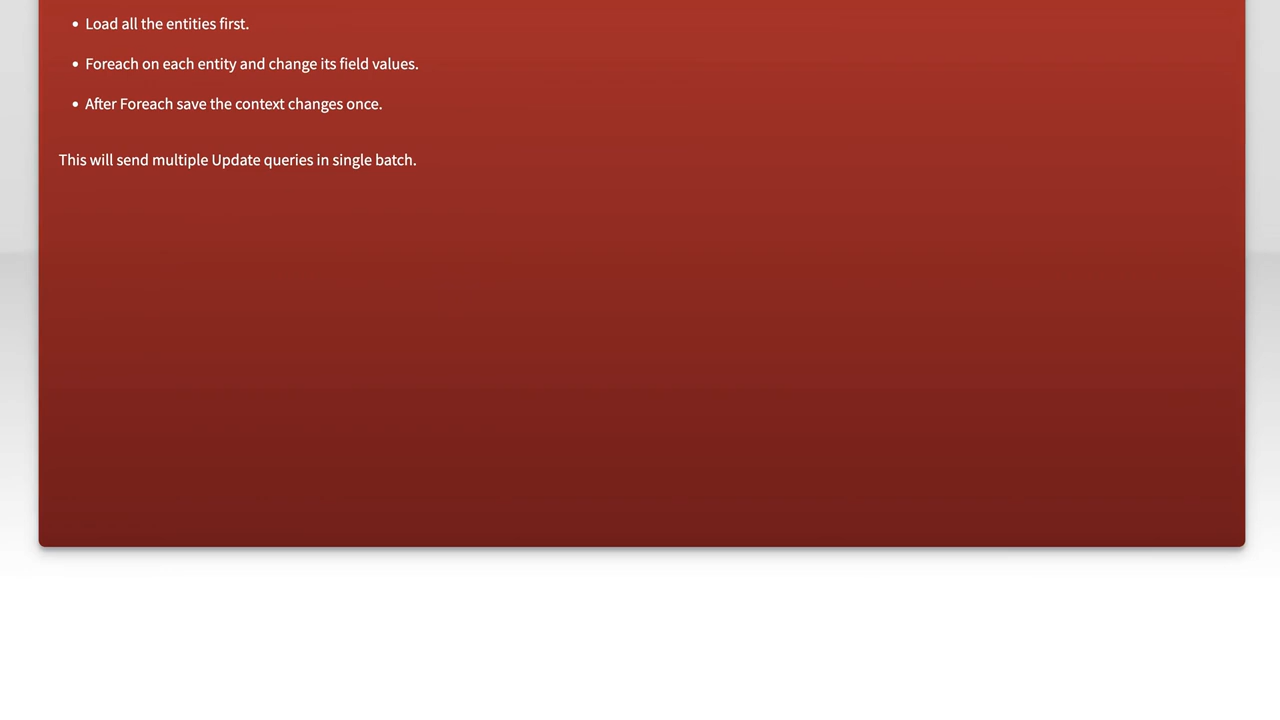 • Load all the entities first.
• Foreach on each entity and change its field values.
• After Foreach save the context changes once.
This will send multiple Update queries in single batch.